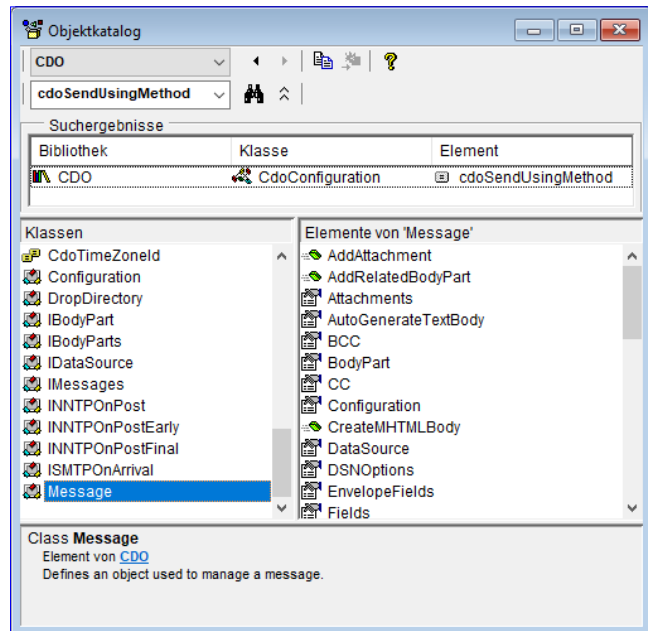 Objektkatalog
CDO
cdoSendUsingMethod
Suchergebnisse
Bibliothek Klasse Element
CDO CdoConfiguration cdoSendUsingMethod
Klassen
CdoTimeZoneId
Configuration
DropDirectory
IBodyPart
IBodyParts
IDataSource
IMessages
INNTPOnPost
INNTPOnPostEarly
INNTPOnPostFinal
ISMTPOnArrival
Message
Elemente von 'Message'
AddAttachment
AddRelatedBodyPart
Attachments
AutoGenerateTextBody
BCC
BodyPart
CC
Configuration
CreateMHTMLBody
DataSource
DSNOptions
EnvelopeFields
Fields
Class Message
Element von CDO
Defines an object used to manage a message.